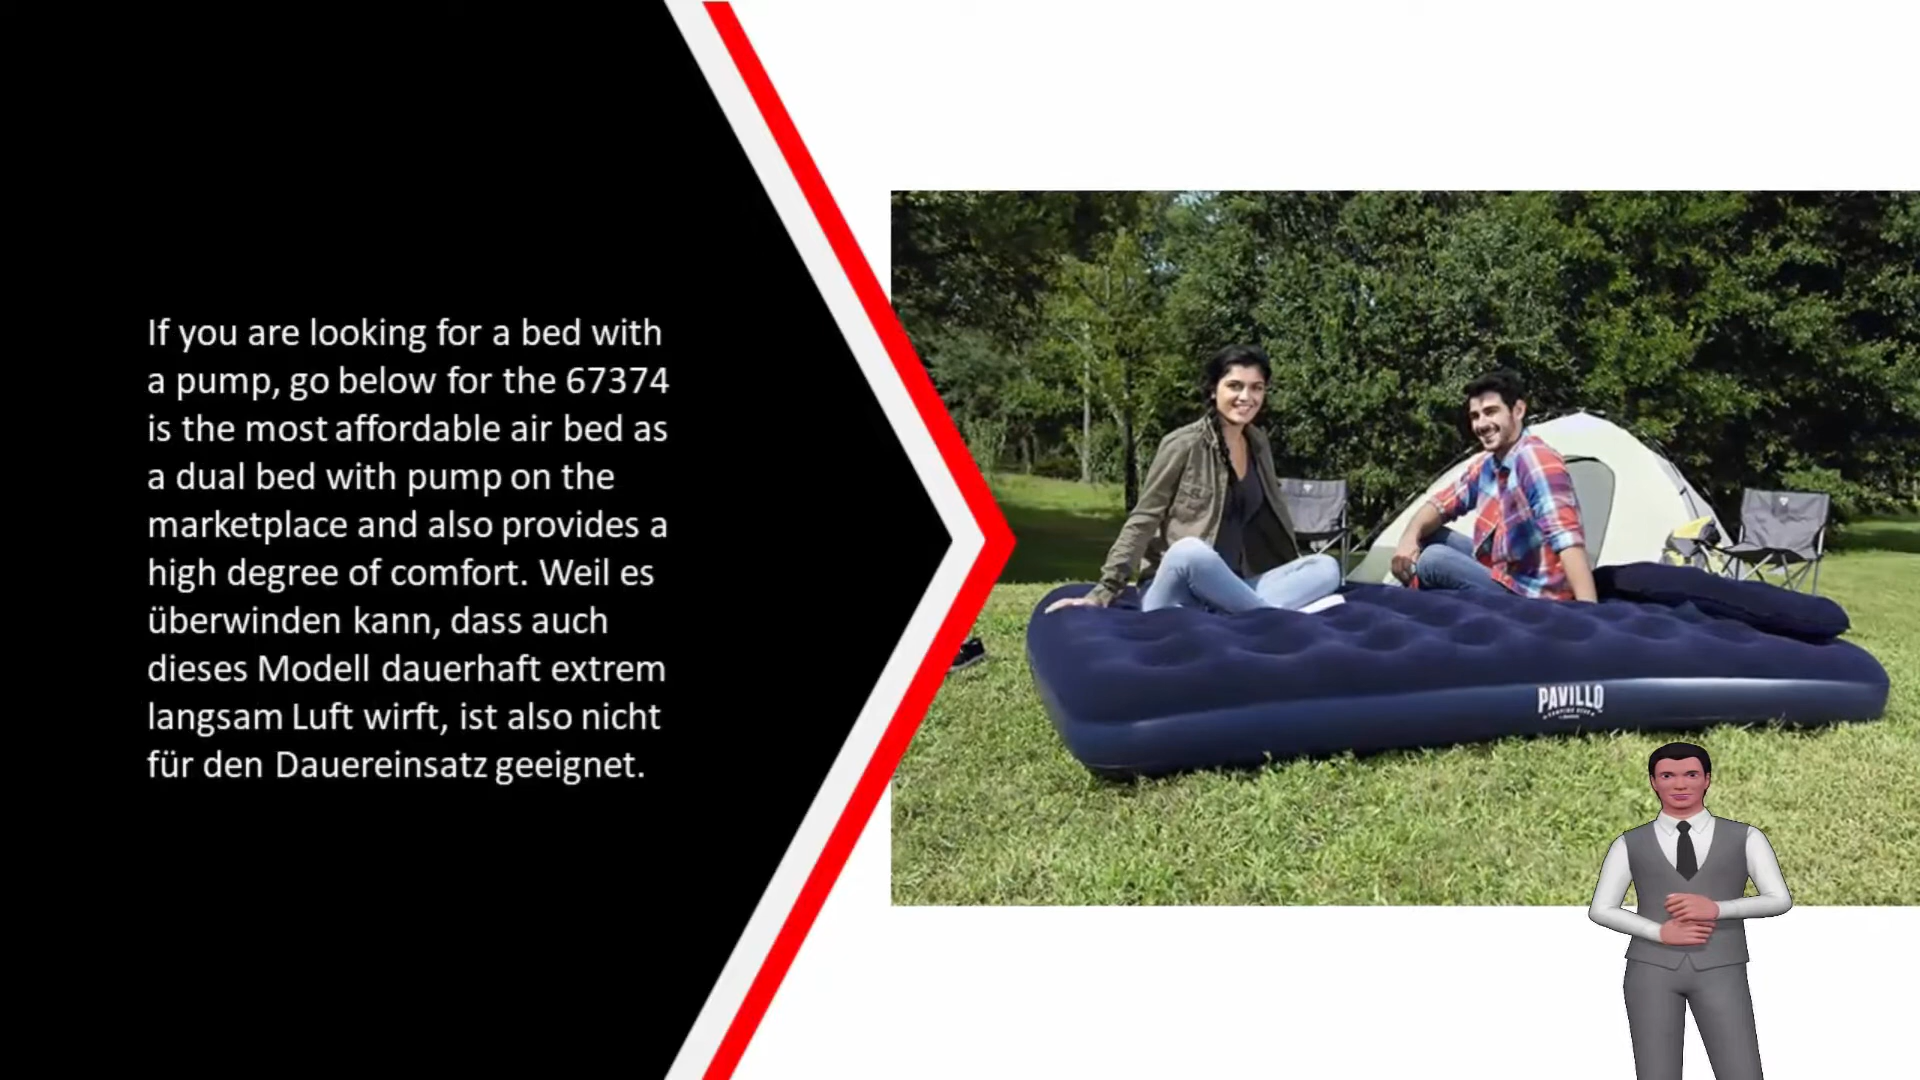 If you are looking for a bed with
a pump, go below for the 67374
is the most affordable air bed as
a dual bed with pump on the
marketplace and also provides a
high degree of comfort. Weil es
überwinden kann, dass auch
dieses Modell dauerhaft extrem
langsam Luft wirft, ist also nicht
für den Dauereinsatz geeignet.
PAVILLO